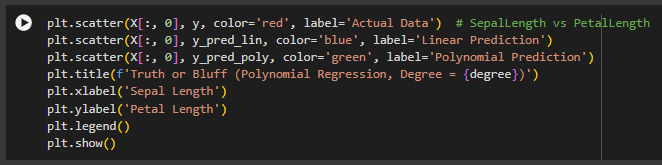 plt.scatter(X[:, 0], y, color='red', label='Actual Data')  # SepalLength vs PetalLength
plt.scatter(X[:, 0], y_pred_lin, color='blue', label='Linear Prediction')
plt.scatter(X[:, 0], y_pred_poly, color='green', label='Polynomial Prediction')
plt.title(f'Truth or Bluff (Polynomial Regression, Degree = {degree})')
plt.xlabel('Sepal Length')
plt.ylabel('Petal Length')
plt.legend()
plt.show()